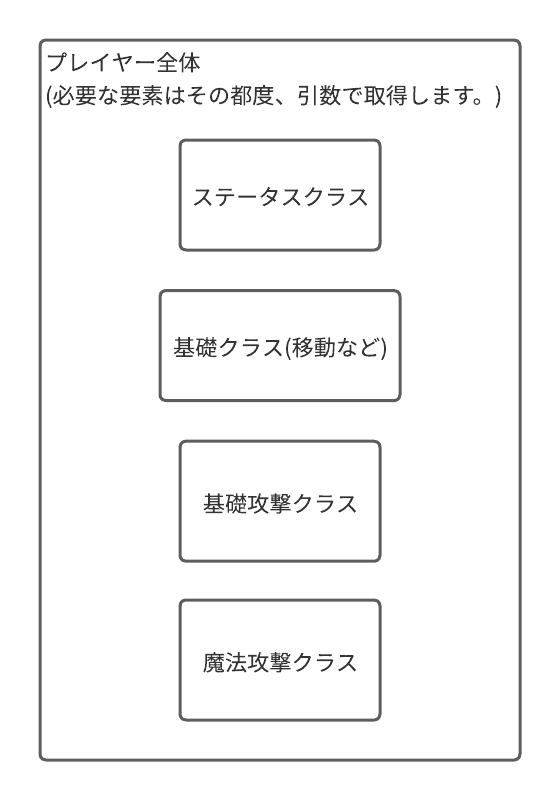 プレイヤー全体
(必要な要素はその都度、引数で取得します。)
ステータスクラス
基礎クラス(移動など)
基礎攻撃クラス
魔法攻撃クラス